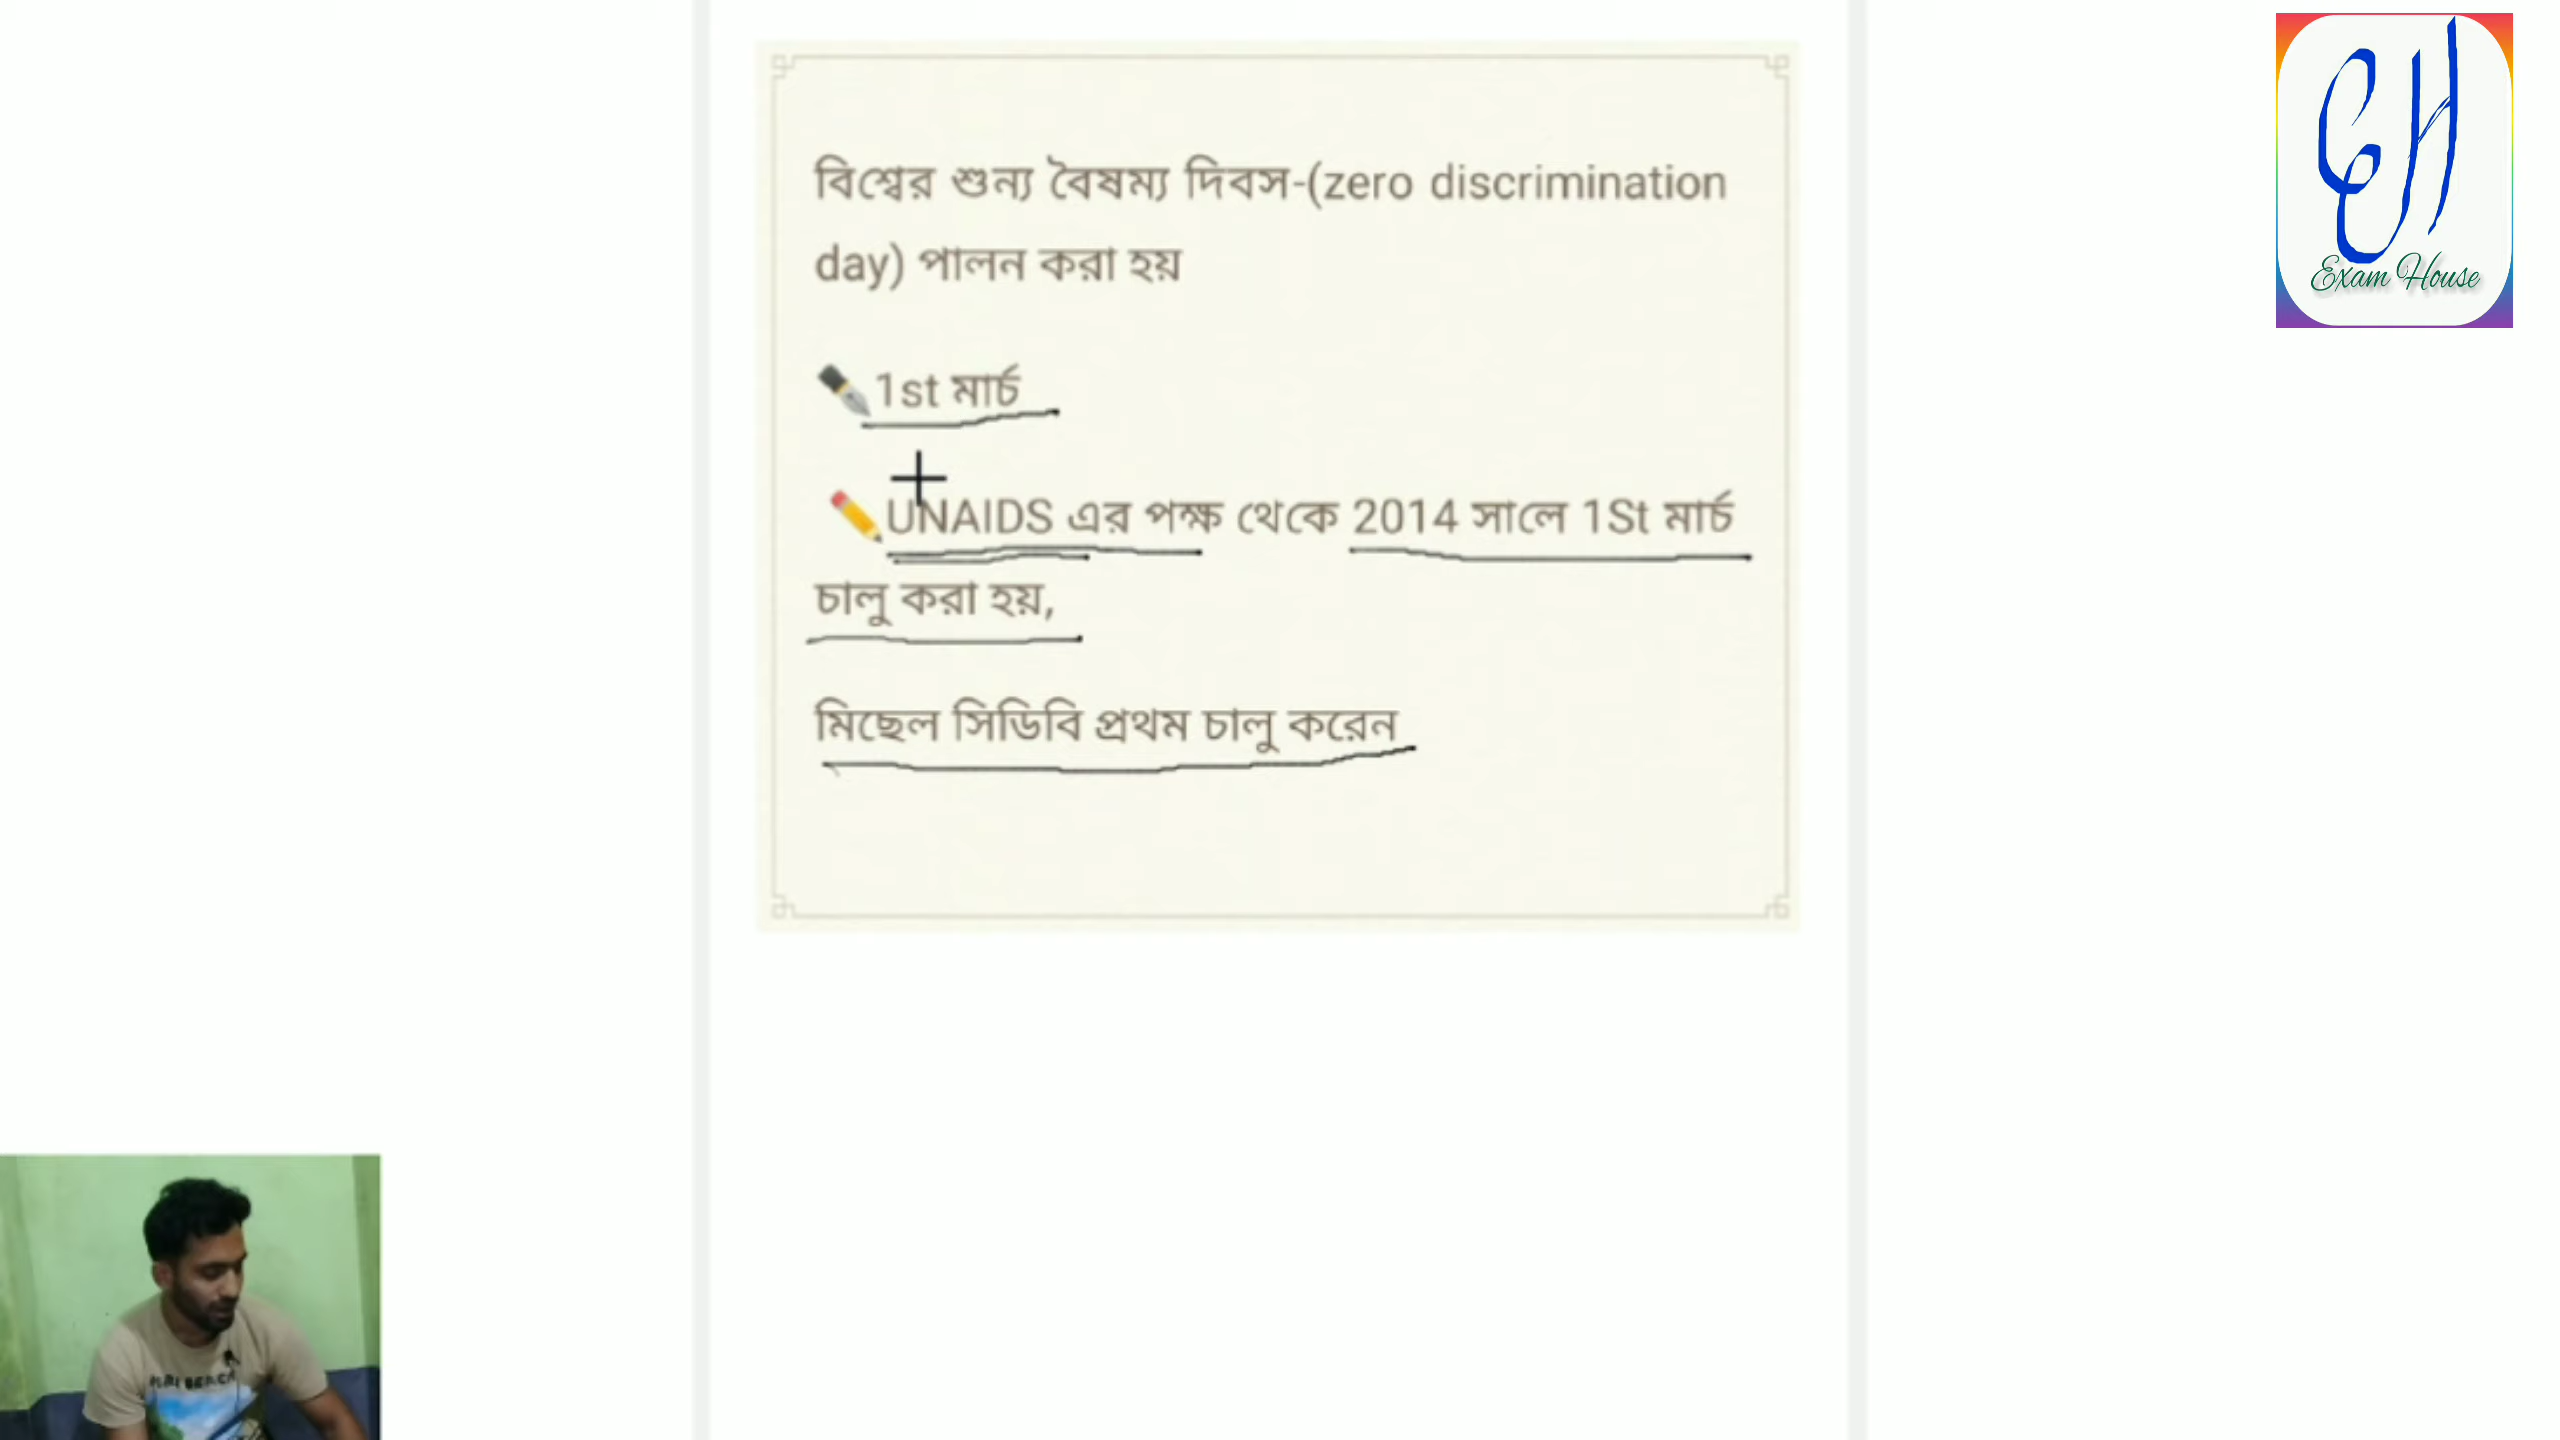 বিশ্বের শুন্য বৈষম্য দিবস-(zero discrimination
day) পালন করা হয়
1st মার্চ
UNAIDS এর পক্ষ থেকে 2014 সালে 1St মার্চ
চালু করা হয়,
মিছেল সিডিবি প্রথম চালু করেন
Exam House